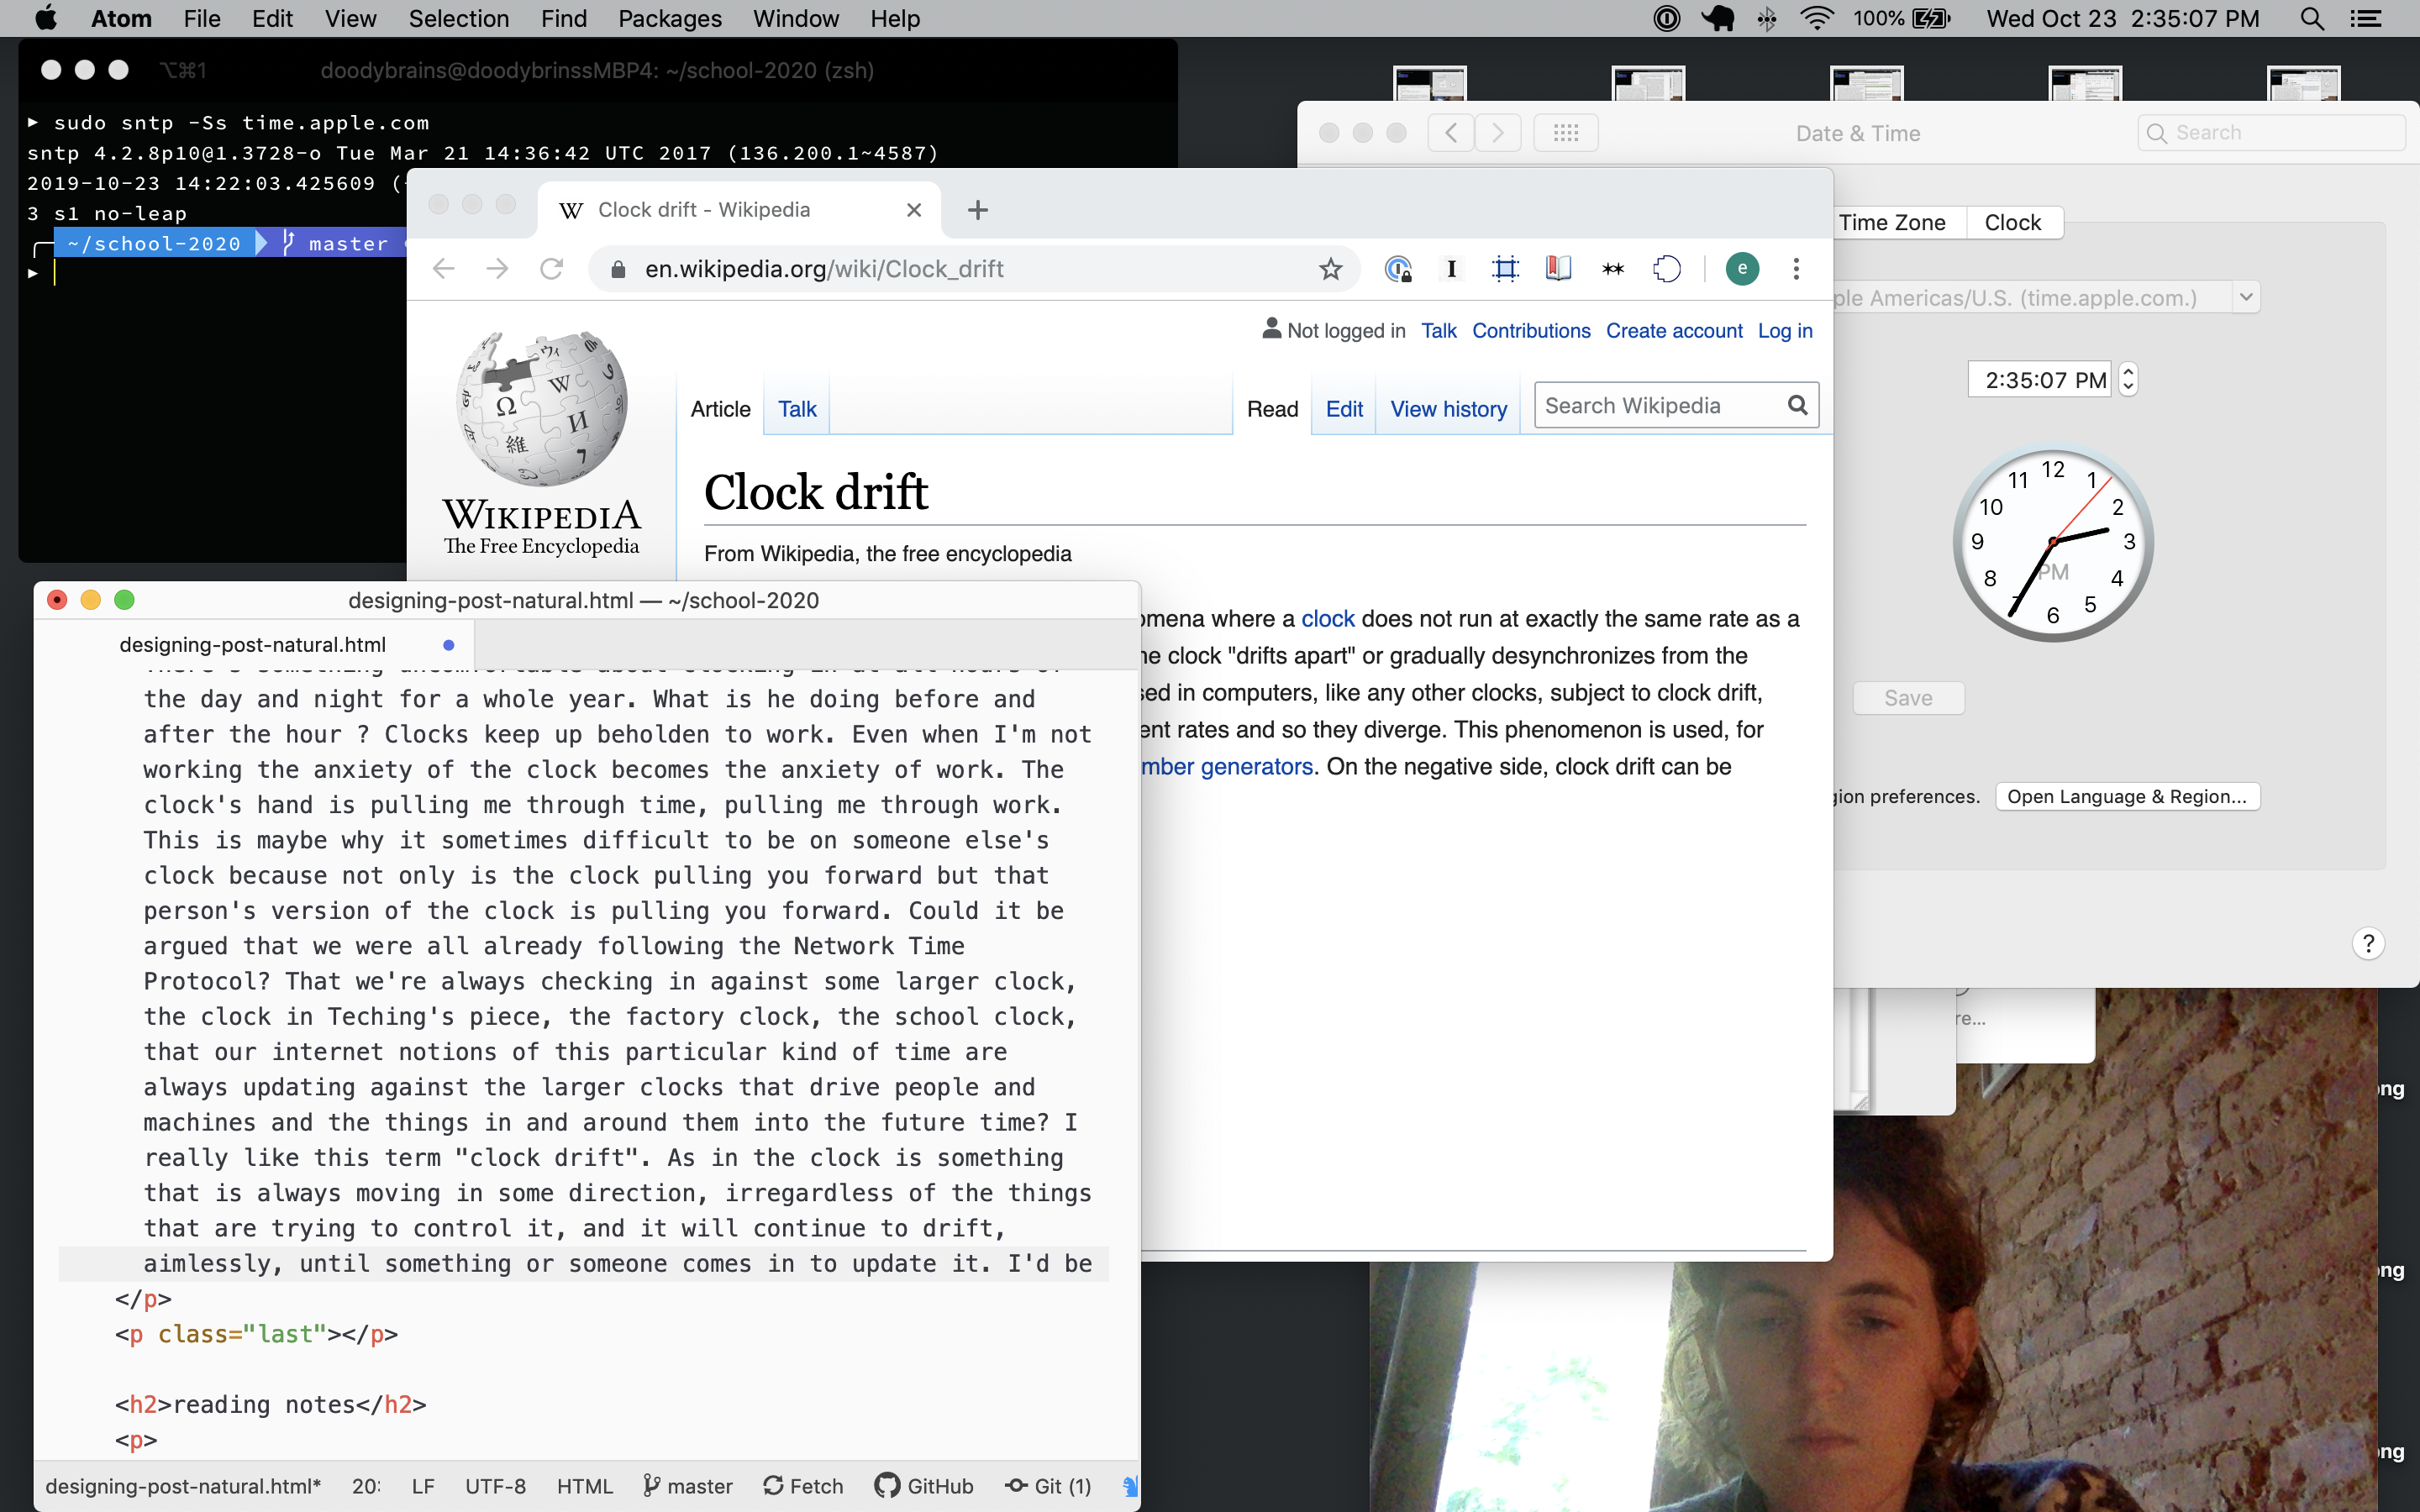 Atom File Edit View Selection Find Packages Window Help 100% Wed Oct 23 2:35:07 PM
⌥⌘1 doodybrains@doodybrinssMBP4: ~/school-2020 (zsh)
▸ sudo sntp -Ss time.apple.com
sntp 4.2.8p10@1.3728-o Tue Mar 21 14:36:42 UTC 2017 (136.200.1~4587)
2019-10-23 14:22:03.425609 (
3 s1 no-leap
~/school-2020 master
▸
Date & Time
Search
Time Zone Clock
Americas/U.S. (time.apple.com.)
2:35:07 PM
12
1
2
3
4
5
6
7
8
9
10
11
PM
Save
preferences. Open Language & Region...
?
Clock drift - Wikipedia
en.wikipedia.org/wiki/Clock_drift
e
Not logged in Talk Contributions Create account Log in
WIKIPEDIA
The Free Encyclopedia
Article Talk Read Edit View history Search Wikipedia
Clock drift
From Wikipedia, the free encyclopedia
where a clock does not run at exactly the same rate as a
clock "drifts apart" or gradually desynchronizes from the
in computers, like any other clocks, subject to clock drift,
rates and so they diverge. This phenomenon is used, for
generators. On the negative side, clock drift can be
designing-post-natural.html — ~/school-2020
designing-post-natural.html
There's something uncomfortable about clocking in at all hours of
the day and night for a whole year. What is he doing before and
after the hour ? Clocks keep up beholden to work. Even when I'm not
working the anxiety of the clock becomes the anxiety of work. The
clock's hand is pulling me through time, pulling me through work.
This is maybe why it sometimes difficult to be on someone else's
clock because not only is the clock pulling you forward but that
person's version of the clock is pulling you forward. Could it be
argued that we were all already following the Network Time
Protocol? That we're always checking in against some larger clock,
the clock in Teching's piece, the factory clock, the school clock,
that our internet notions of this particular kind of time are
always updating against the larger clocks that drive people and
machines and the things in and around them into the future time? I
really like this term "clock drift". As in the clock is something
that is always moving in some direction, irregardless of the things
that are trying to control it, and it will continue to drift,
aimlessly, until something or someone comes in to update it. I'd be
</p>
<p class="last"></p>
<h2>reading notes</h2>
<p>
designing-post-natural.html* 20: LF UTF-8 HTML master Fetch GitHub Git (1)